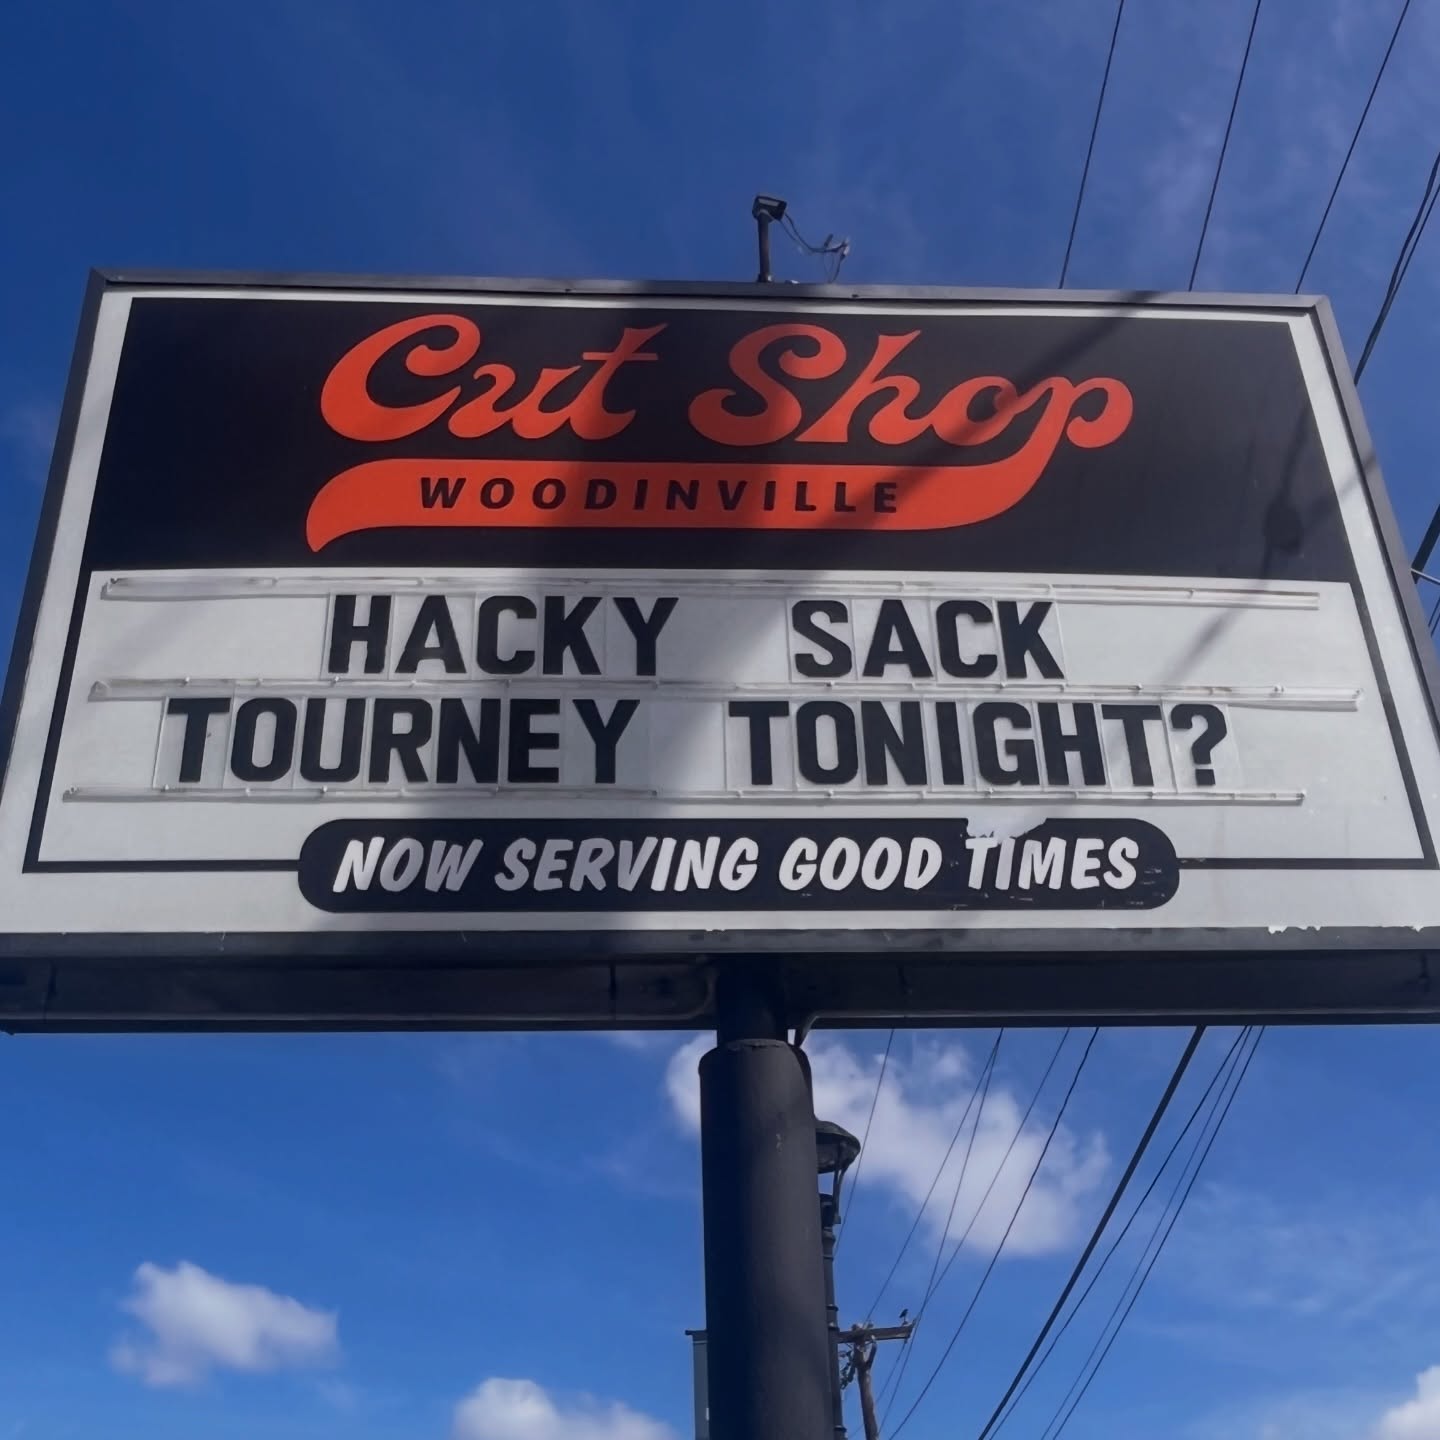 Cut Shop
WOODINVILLE
HACKY SACK
TOURNEY TONIGHT?
NOW SERVING GOOD TIMES